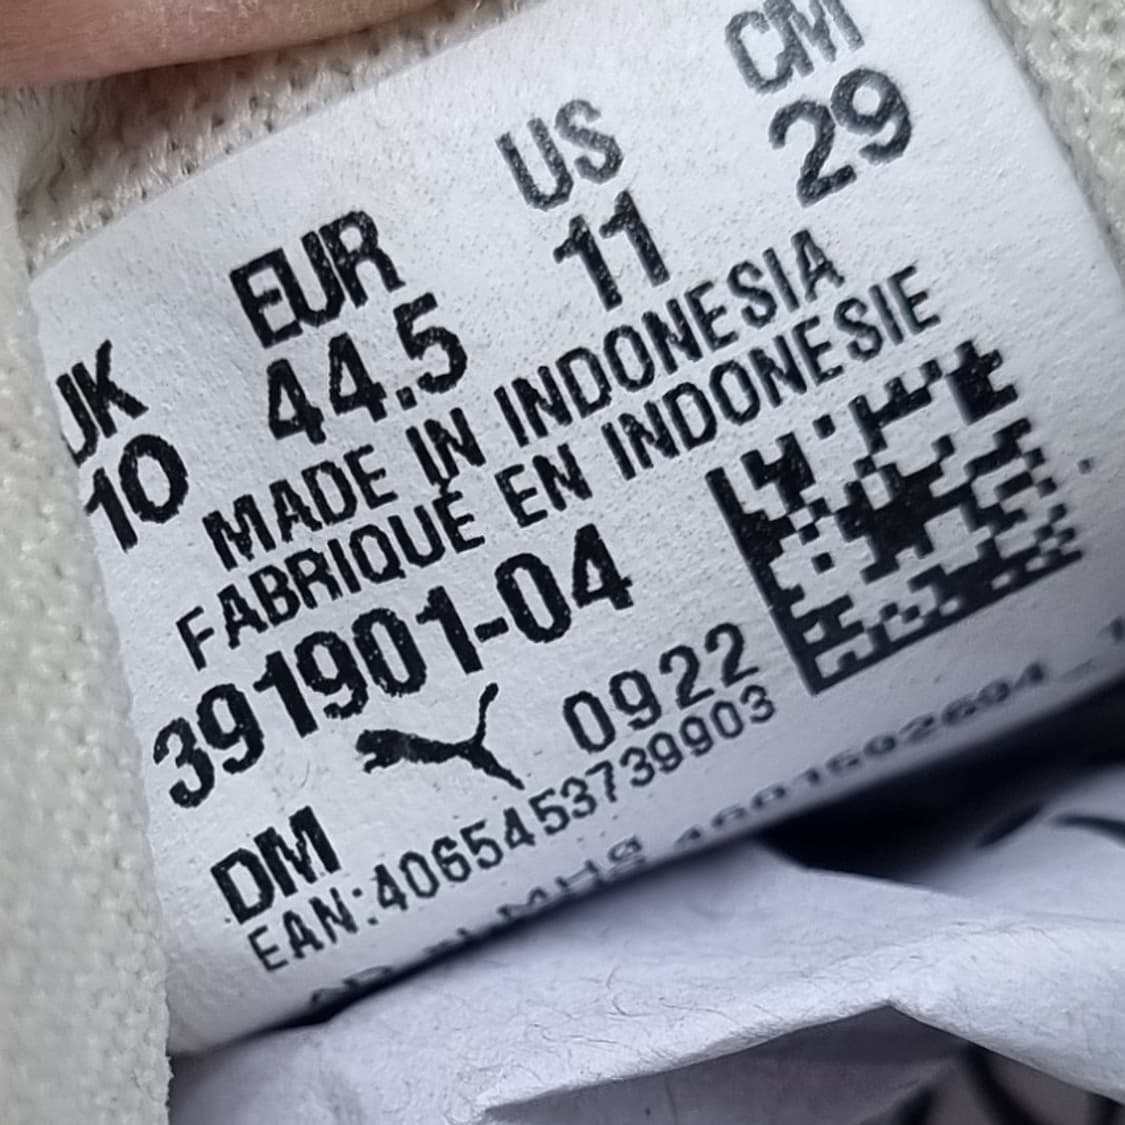 UK EUR US CM
10 44.5 11 29
MADE IN INDONESIA
FABRIQUÉ EN INDONESIE
391901-04
0922
DM
EAN:4065453739903